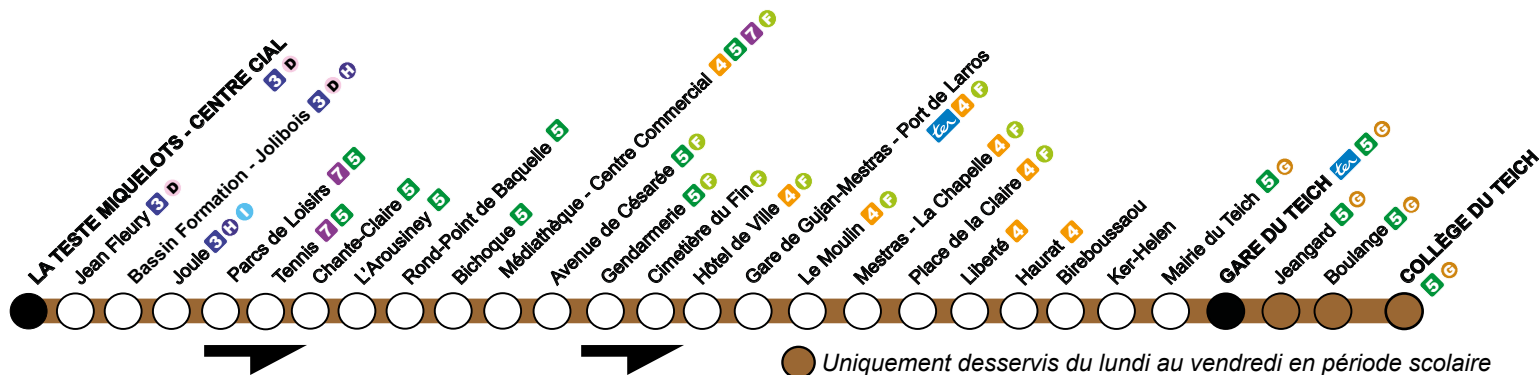 LA TESTE MIQUELOTS - CENTRE CIAL
3 D
Jean Fleury 3 D
Bassin Formation - Jolibois 3 D H
Joule 3 H I
Parcs de Loisirs 7 5
Tennis 7 5
Chante-Claire 5
L'Arousiney 5
Rond-Point de Baquelle 5
Bichoque 5
Médiathèque - Centre Commercial 4 5 7 F
Avenue de Césarée 5 F
Gendarmerie 5 F
Cimetière du Fin F
Hôtel de Ville 4 F
Gare de Gujan-Mestras - Port de Larros
ter 4 F
Le Moulin 4 F
Mestras - La Chapelle 4 F
Place de la Claire 4 F
Liberté 4
Haurat 4
Bireboussaou
Ker-Helen
Mairie du Teich 5 G
GARE DU TEICH ter 5 G
Jeangard 5 G
Boulange 5 G
COLLÈGE DU TEICH
5 G
Uniquement desservis du lundi au vendredi en période scolaire